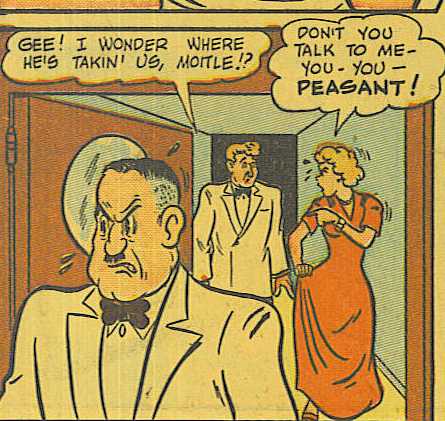 GEE! I WONDER WHERE
HE'S TAKIN' US, MOITLE!?
DON'T YOU
TALK TO ME-
YOU-YOU-
PEASANT!